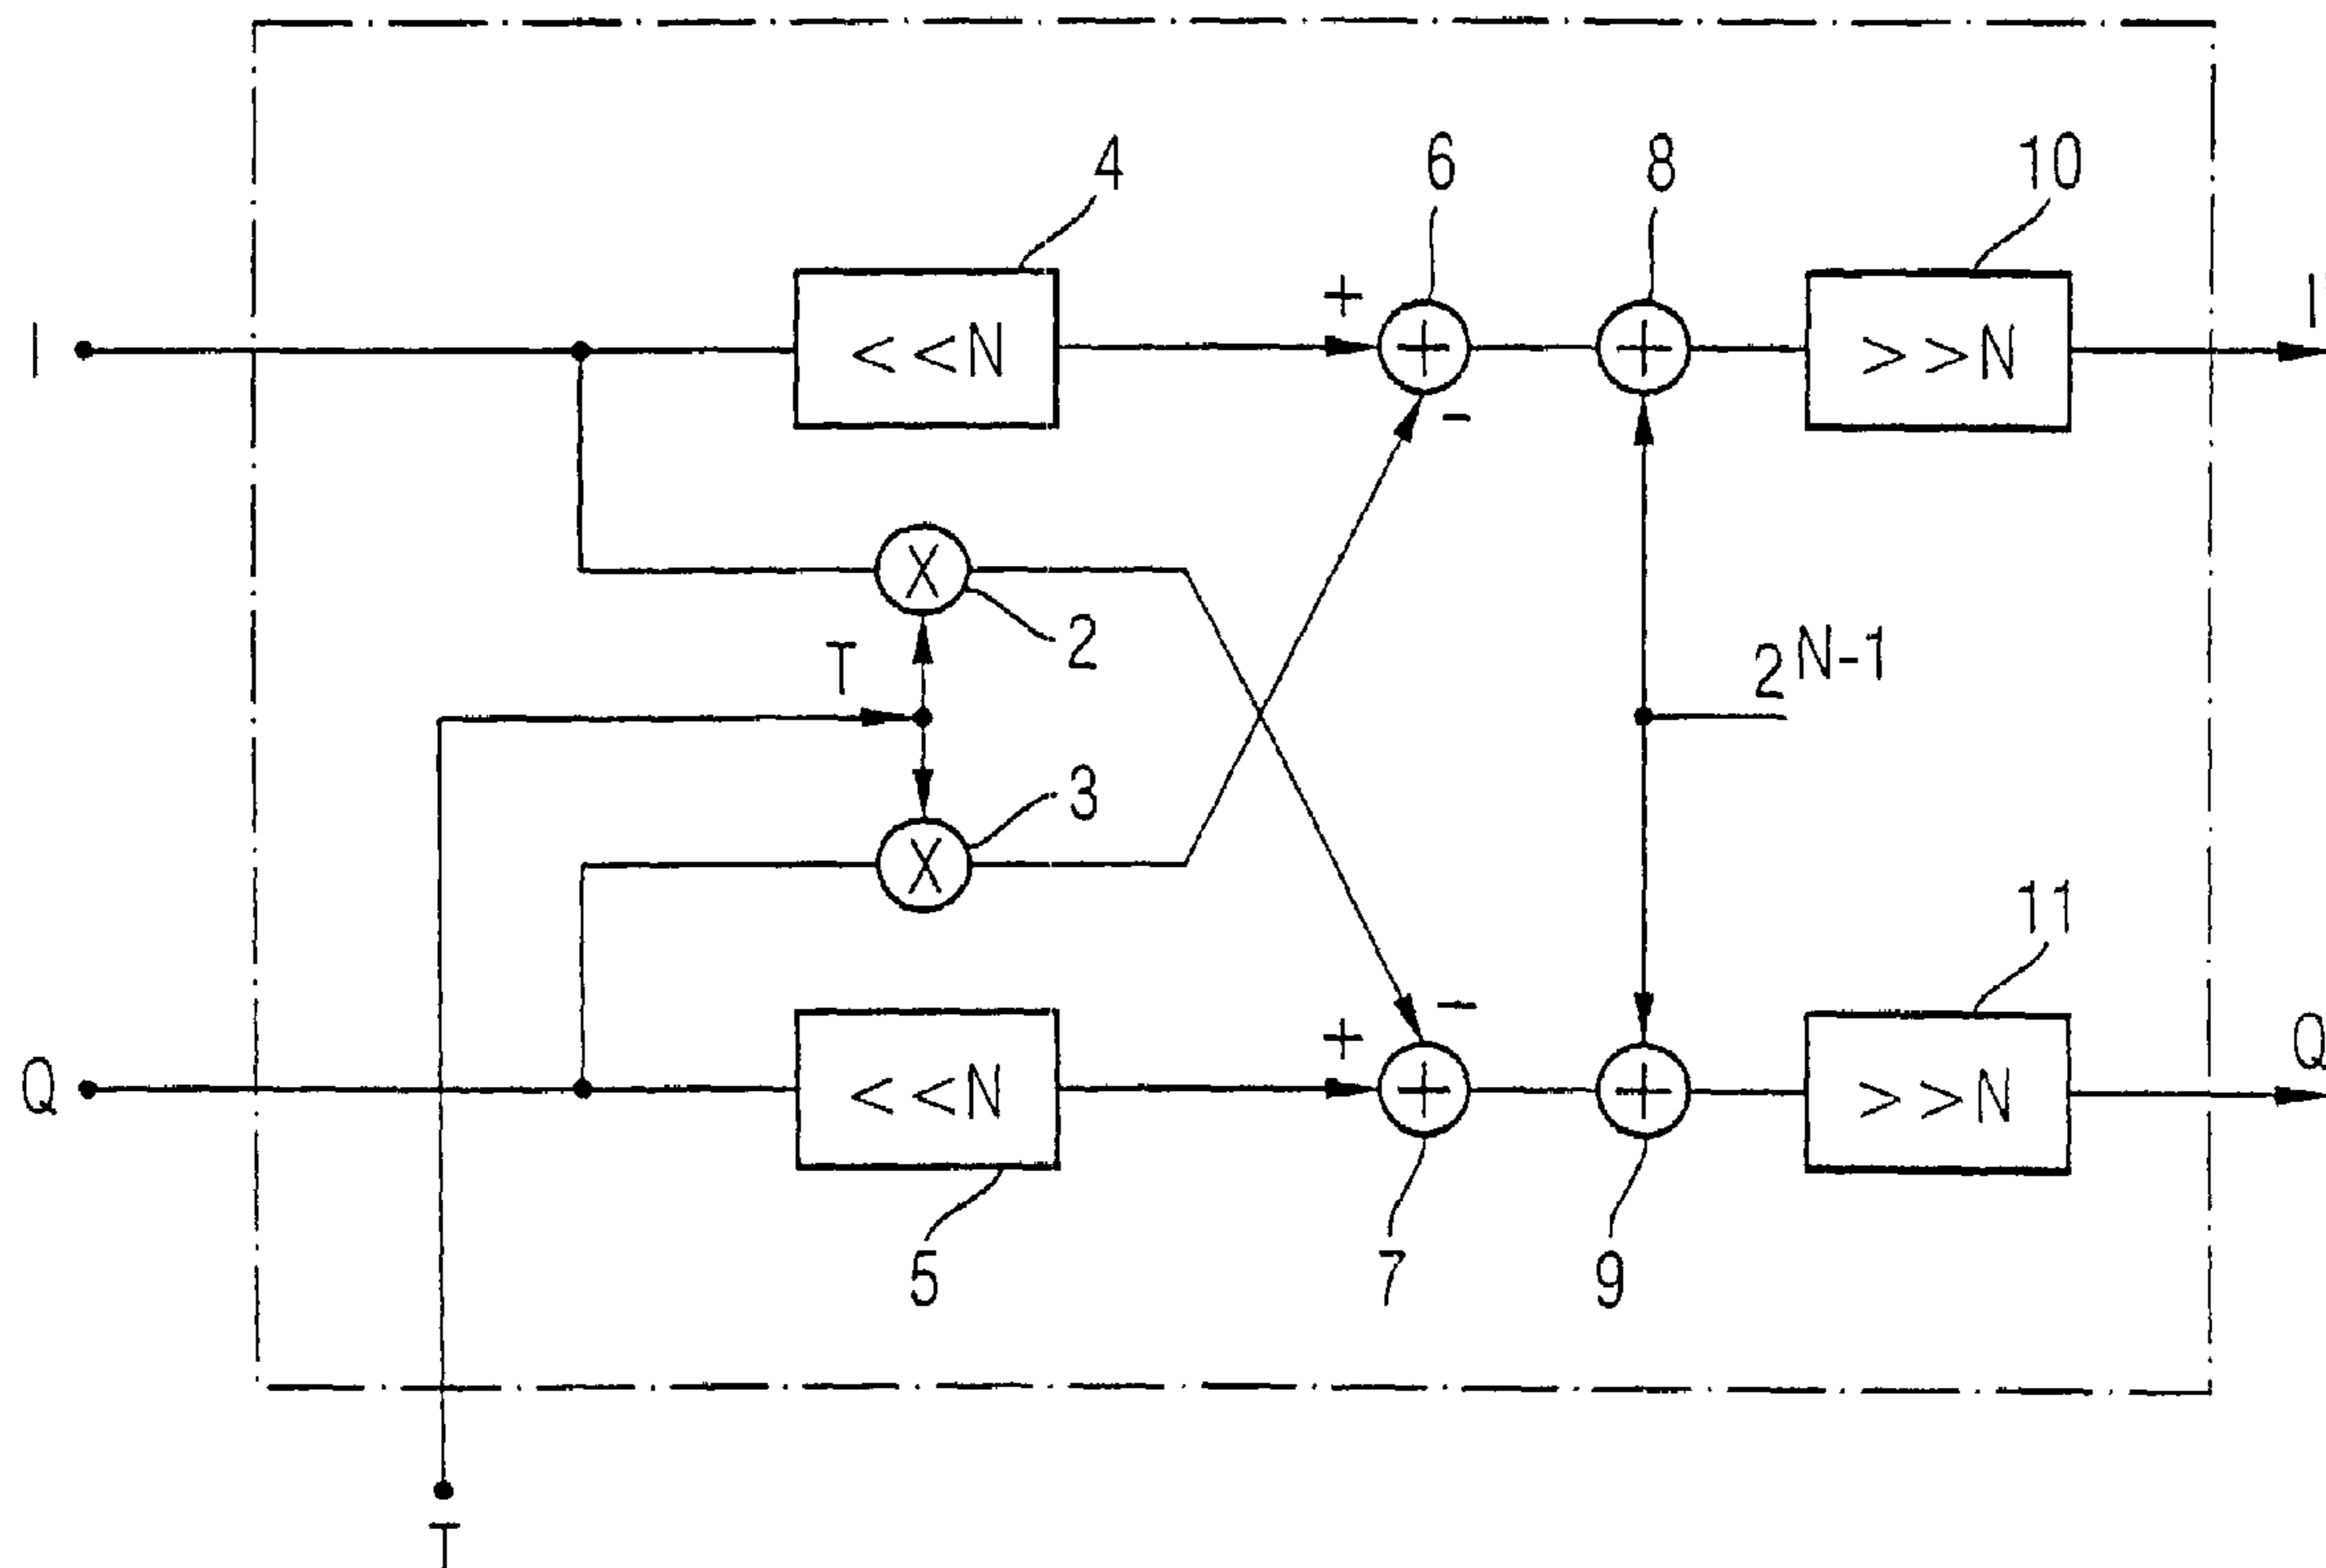 4
6
8
10
I
+
<<N
+
+
>>N
I
-
X
2
T
2^N-1
3
X
11
-
Q
+
<<N
+
+
>>N
Q
5
7
9
T